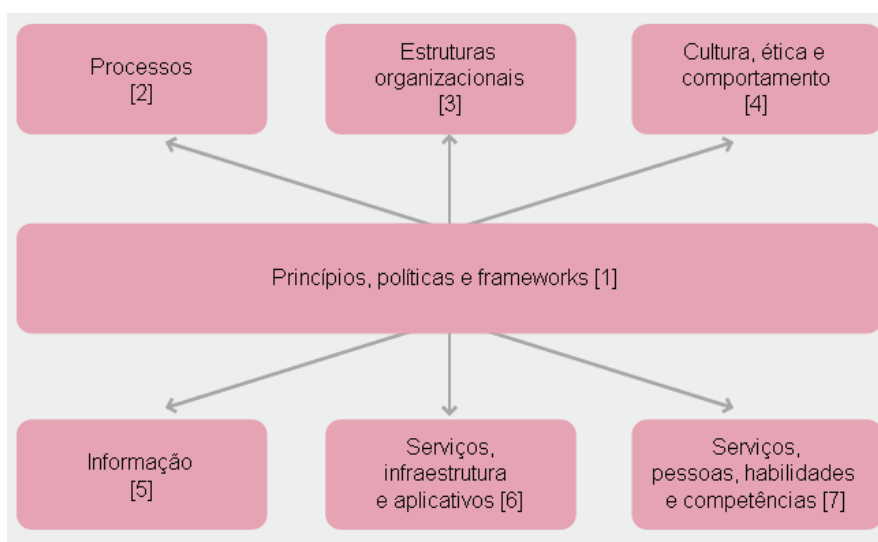 Processos
[2]
Estruturas
organizacionais
[3]
Cultura, ética e
comportamento
[4]
Princípios, políticas e frameworks [1]
Informação
[5]
Serviços,
infraestrutura
e aplicativos [6]
Serviços,
pessoas, habilidades
e competências [7]